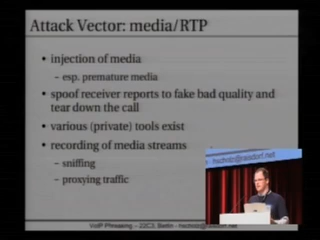 Attack Vector: media/RTP
• injection of media
– esp. premature media
• spoof receiver reports to fake bad quality and
tear down the call
• various (private) tools exist
• recording of media streams
– sniffing
– proxying traffic
hscholz@raisdorf.net
VoIP Phreaking – 22C3, Berlin – hscholz@raisdorf.net